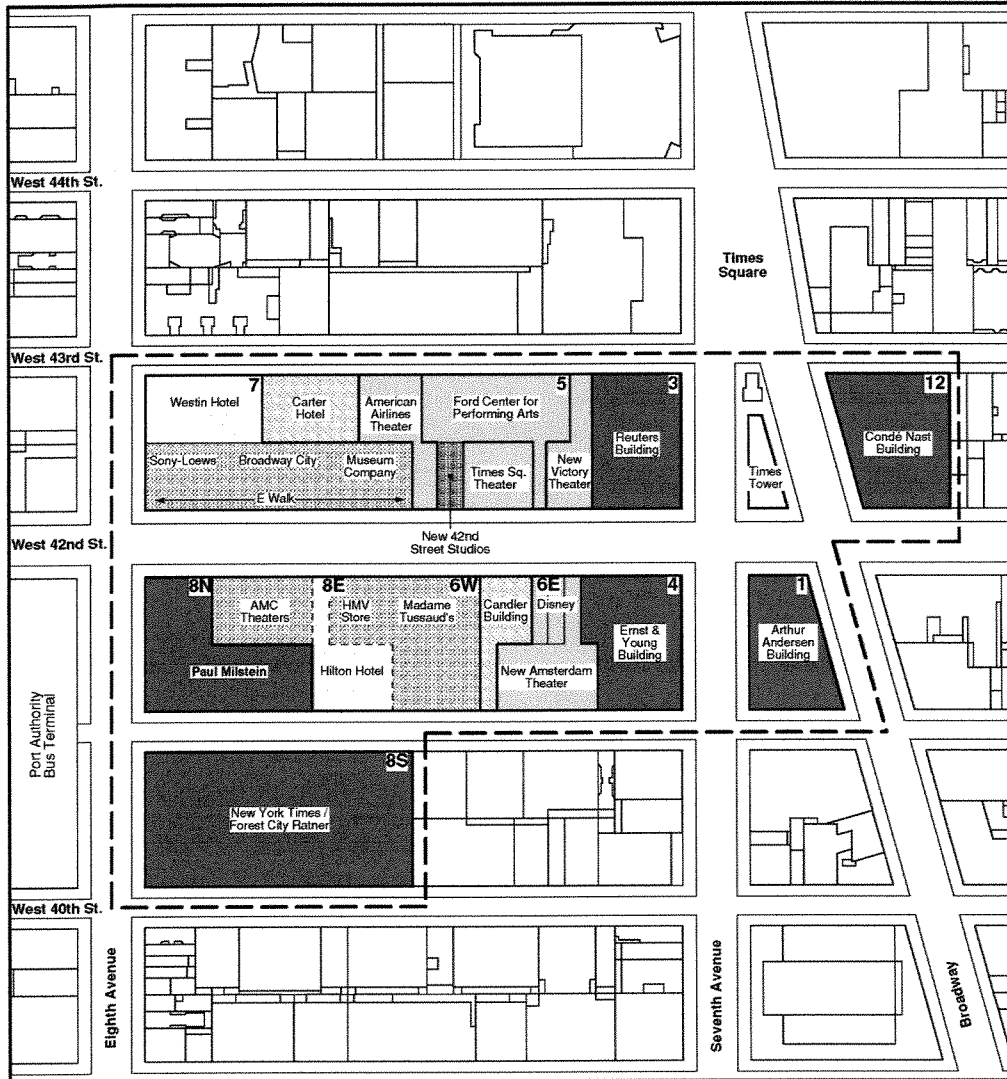 West 44th St.
Times
Square
West 43rd St.
7
5
3
12
Westin Hotel
Carter
Hotel
American
Airlines
Theater
Ford Center for
Performing Arts
Reuters
Building
Condé Nast
Building
Sony-Loews
Broadway City
Museum
Company
Times Sq.
Theater
New
Victory
Theater
Times
Tower
E Walk
New 42nd
Street Studios
West 42nd St.
8N
8E
6W
6E
4
1
AMC
Theaters
HMV
Store
Madame
Tussaud's
Candler
Building
Disney
Ernst &
Young
Building
Arthur
Andersen
Building
Paul Milstein
Hilton Hotel
New Amsterdam
Theater
Port Authority
Bus Terminal
8S
New York Times /
Forest City Ratner
West 40th St.
Eighth Avenue
Seventh Avenue
Broadway